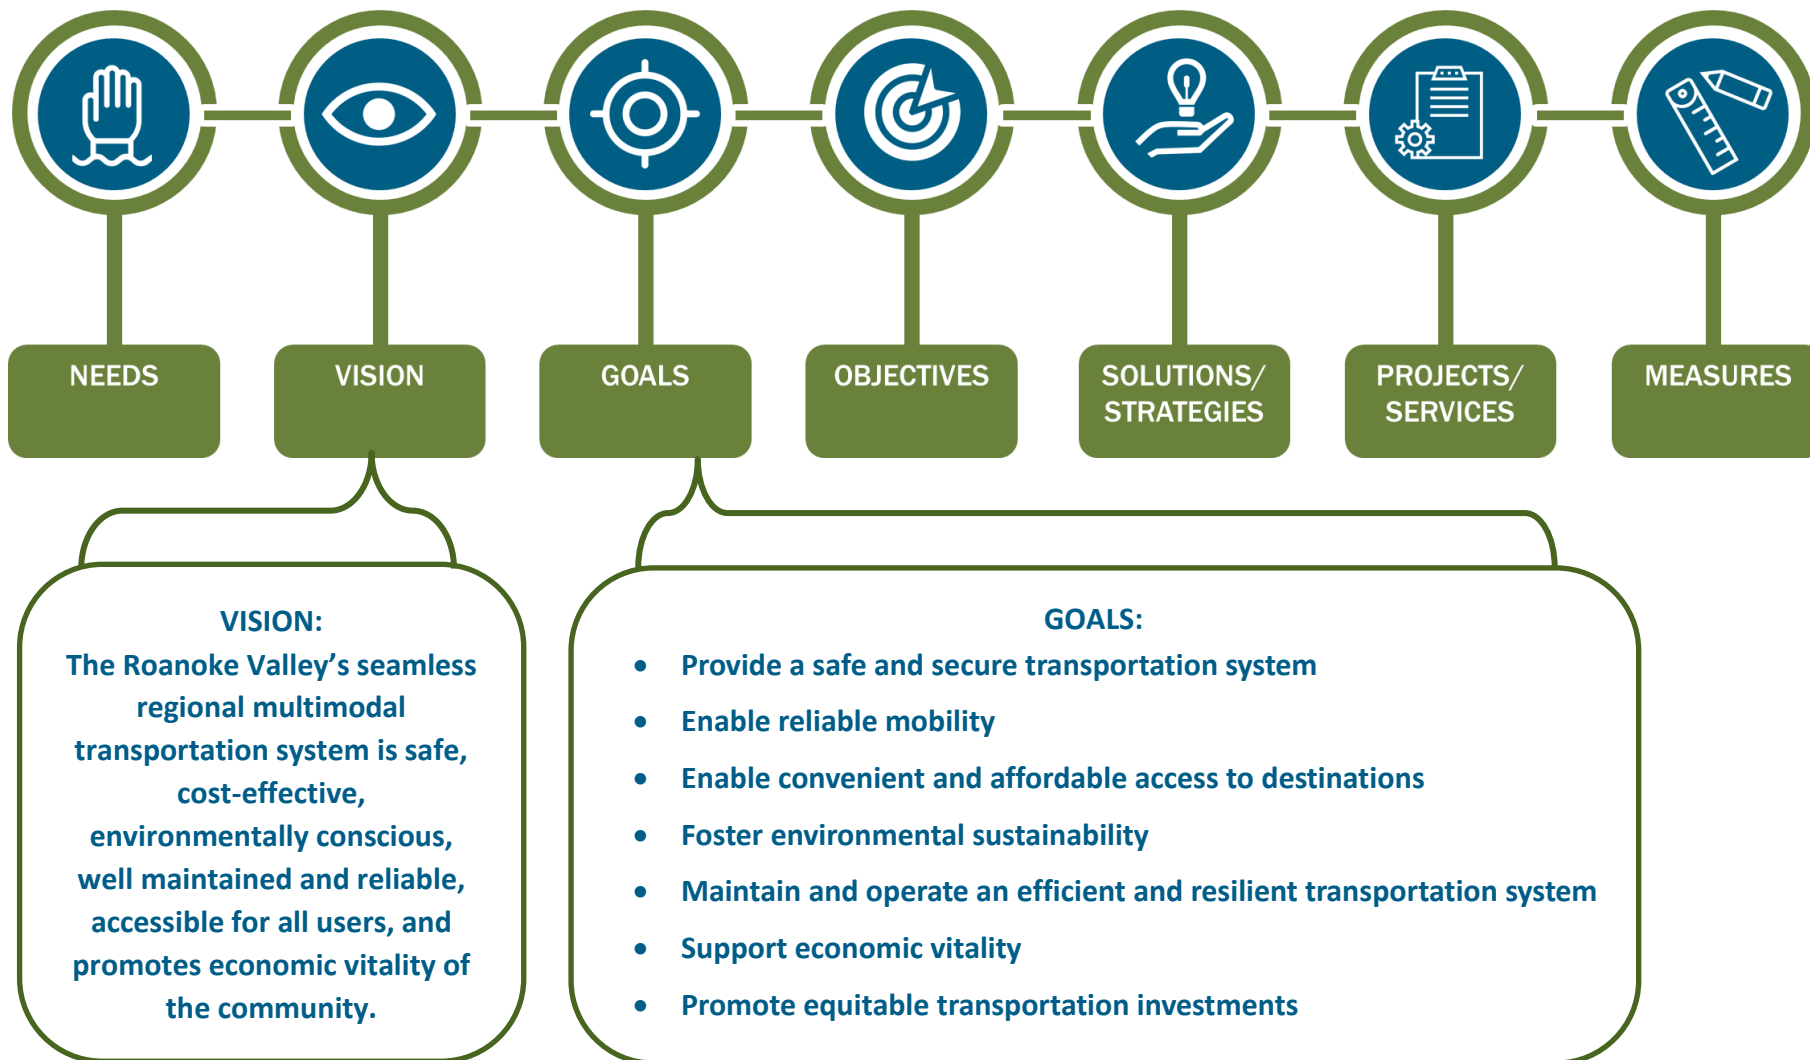 NEEDS
VISION
GOALS
OBJECTIVES
SOLUTIONS/
STRATEGIES
PROJECTS/
SERVICES
MEASURES
VISION:
The Roanoke Valley’s seamless
regional multimodal
transportation system is safe,
cost-effective,
environmentally conscious,
well maintained and reliable,
accessible for all users, and
promotes economic vitality of
the community.
GOALS:
• Provide a safe and secure transportation system
• Enable reliable mobility
• Enable convenient and affordable access to destinations
• Foster environmental sustainability
• Maintain and operate an efficient and resilient transportation system
• Support economic vitality
• Promote equitable transportation investments